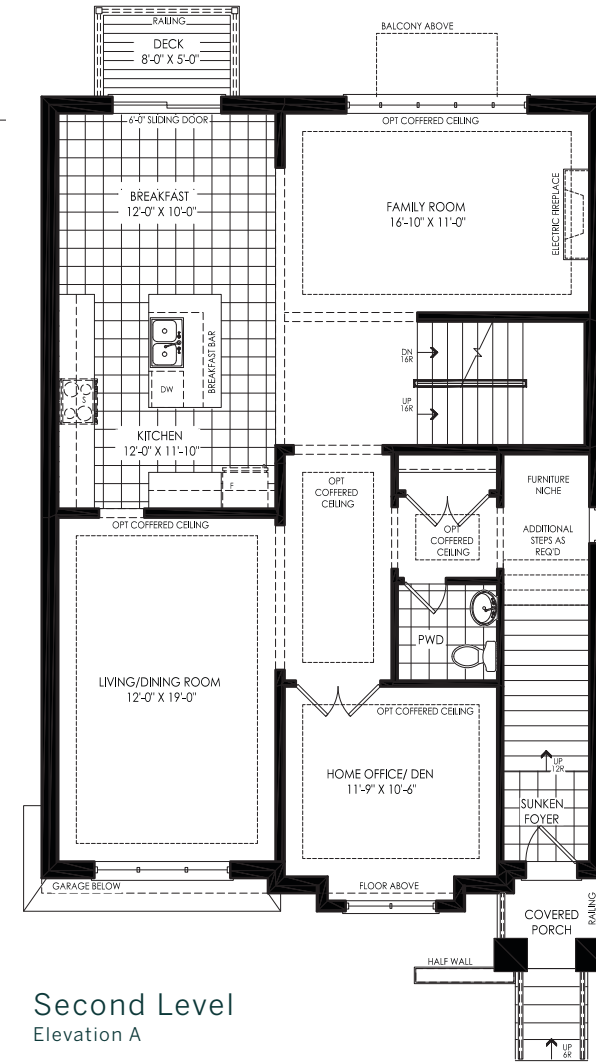 RAILING
DECK
8'-0" X 5'-0"
BALCONY ABOVE
6'-0" SLIDING DOOR
OPT COFFERED CEILING
BREAKFAST
12'-0" X 10'-0"
FAMILY ROOM
16'-10" X 11'-0"
ELECTRIC FIREPLACE
BREAKFAST BAR
DW
S
DN
16R
UP
16R
KITCHEN
12'-0" X 11'-10"
F
OPT
COFFERED
CEILING
FURNITURE
NICHE
OPT COFFERED CEILING
OPT
COFFERED
CEILING
ADDITIONAL
STEPS AS
REQ'D
PWD
LIVING/DINING ROOM
12'-0" X 19'-0"
OPT COFFERED CEILING
HOME OFFICE/ DEN
11'-9" X 10'-6"
UP
12R
SUNKEN
FOYER
GARAGE BELOW
FLOOR ABOVE
COVERED
PORCH
RAILING
HALF WALL
UP
6R
Second Level
Elevation A